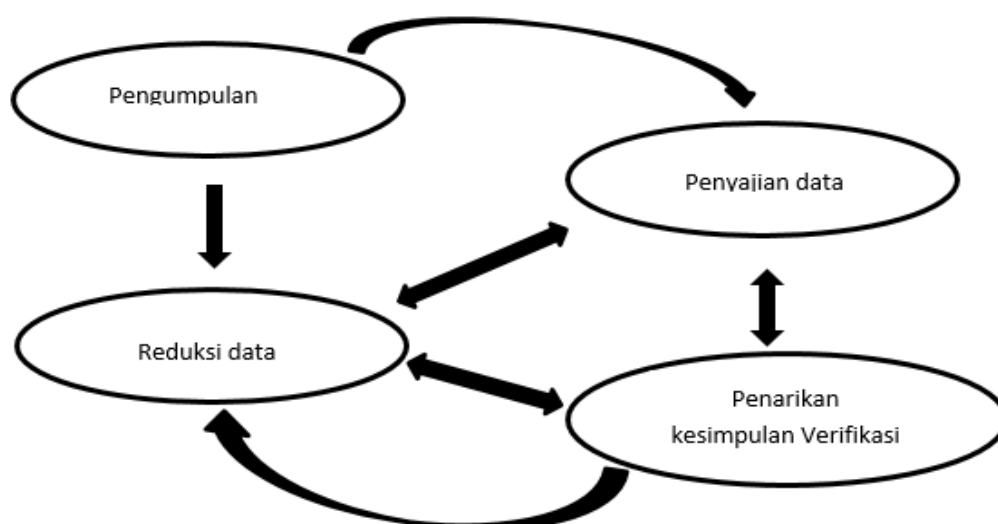 Pengumpulan
Penyajian data
Reduksi data
Penarikan
kesimpulan Verifikasi